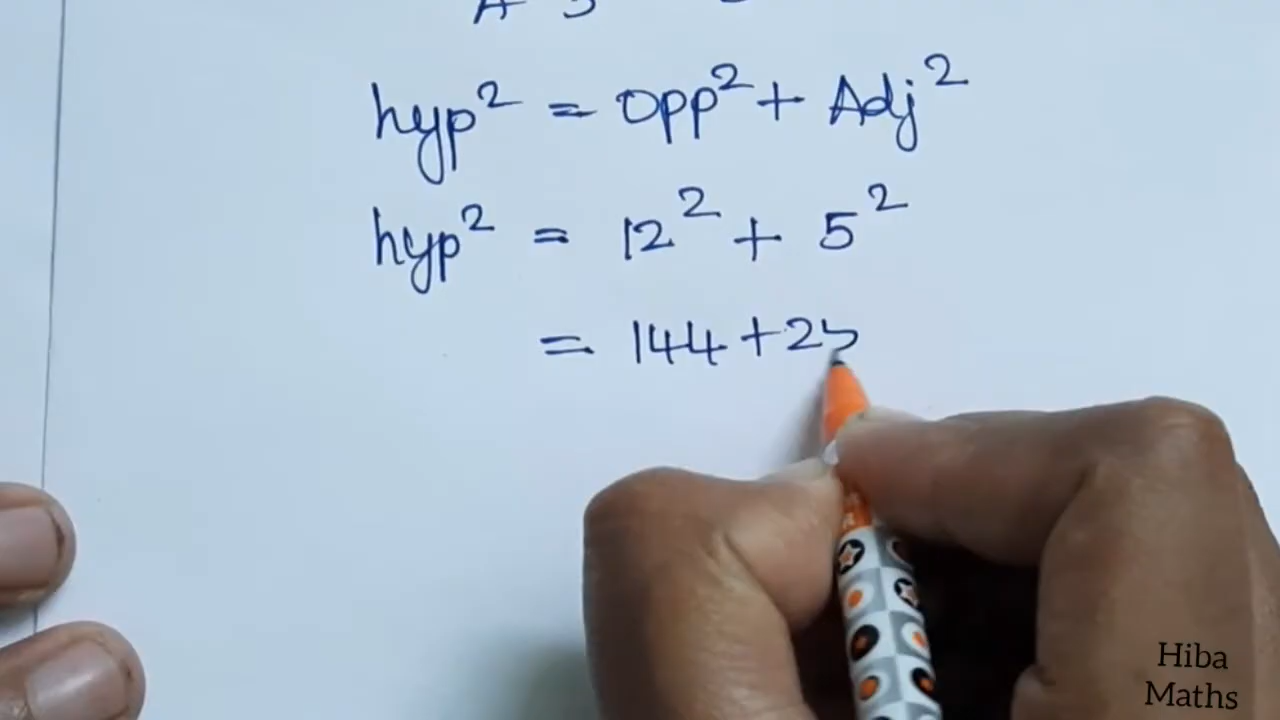 hyp² = Opp² + Adj²
hyp² = 12² + 5²
= 144 + 25
Hiba
Maths